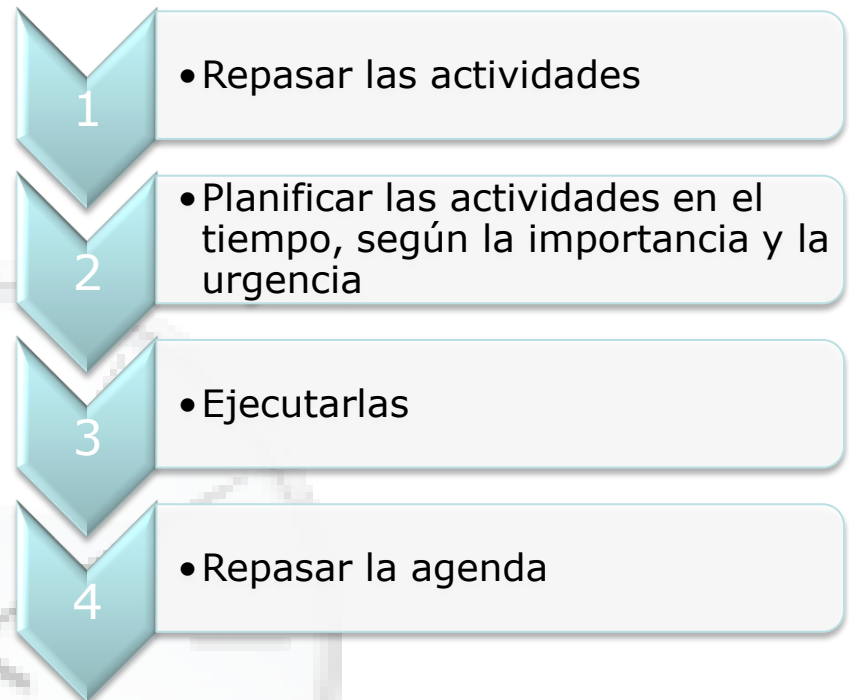 1
•Repasar las actividades
2
•Planificar las actividades en el
tiempo, según la importancia y la
urgencia
3
•Ejecutarlas
4
•Repasar la agenda